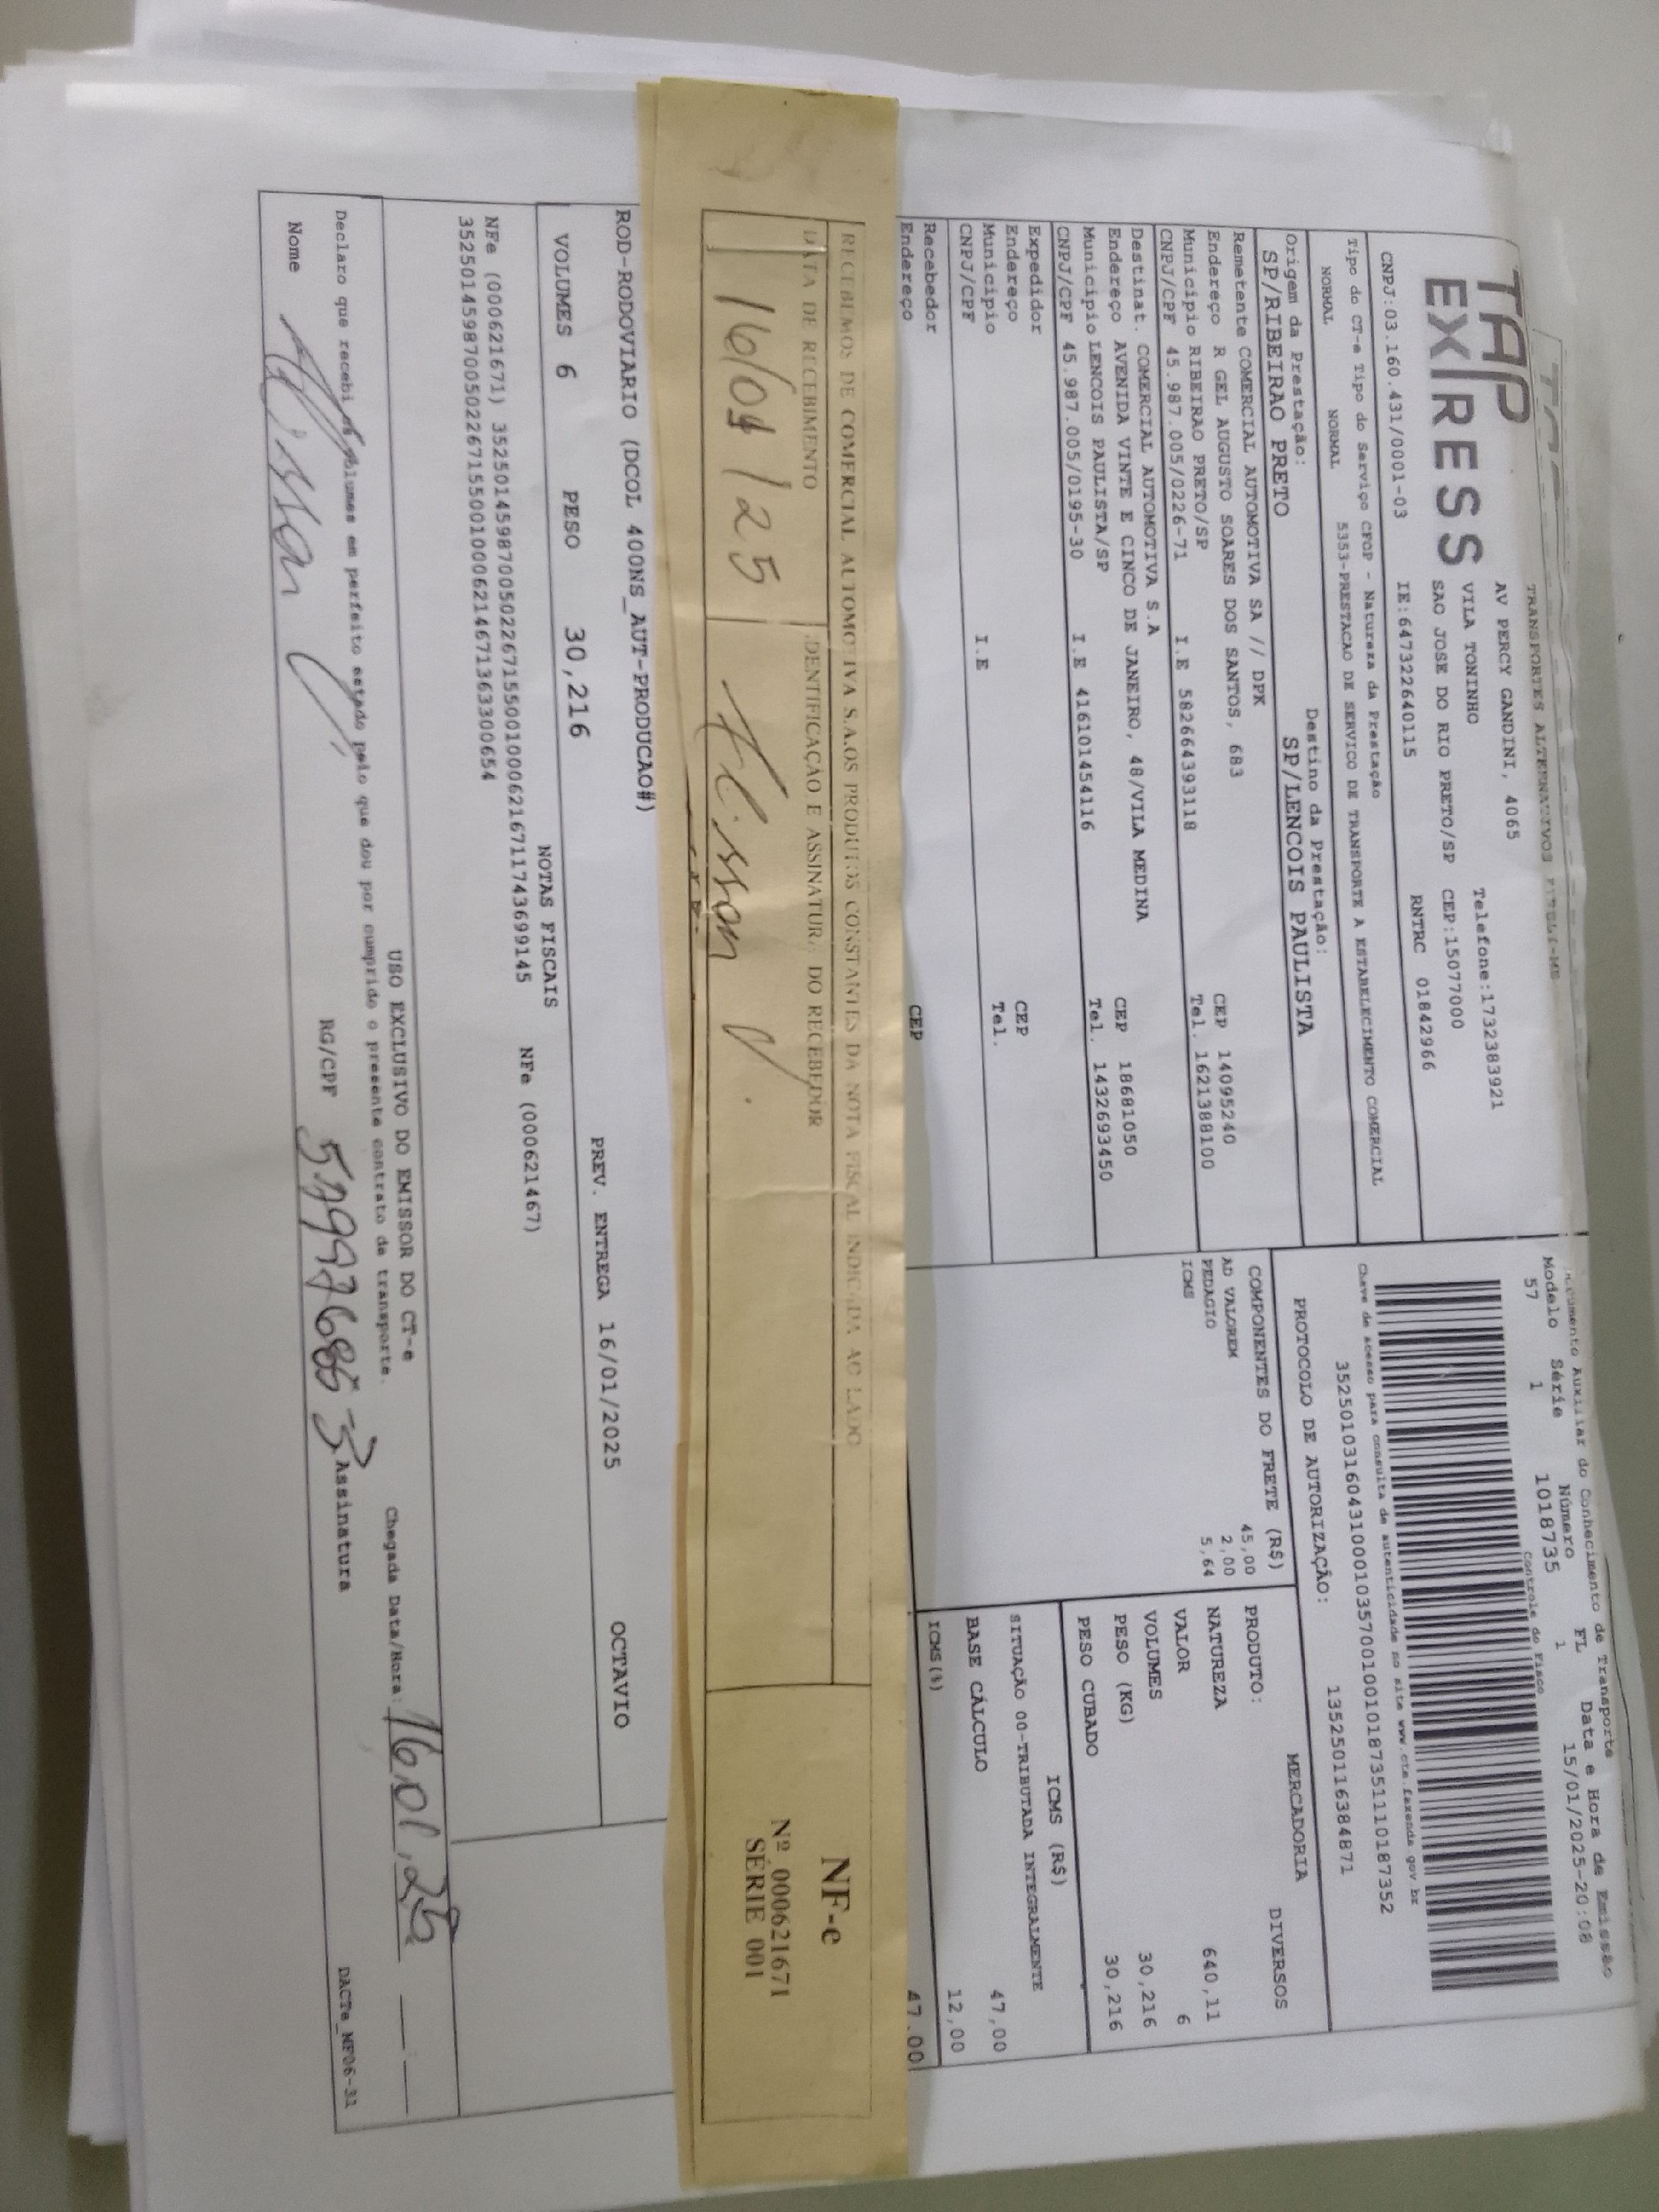 TAP
EXPRESS
TRANSPORTES ALTERNATIVOS
AV PERCY GANDINI, 4065
VILA TONINHO Telefone:1732383921
SAO JOSE DO RIO PRETO/SP CEP:15077000
CNPJ:03.160.431/0001-03 IE:647322640115 RNTRC 01842966
Tipo do CT-e Tipo do Serviço CFOP - Natureza da Prestação
NORMAL NORMAL 5353-PRESTACAO DE SERVICO DE TRANSPORTE A ESTABELECIMENTO COMERCIAL
Origem da Prestação: Destino da Prestação:
SP/RIBEIRAO PRETO SP/LENCOIS PAULISTA
Remetente COMERCIAL AUTOMOTIVA SA // DPK
Endereço R GEL AUGUSTO SOARES DOS SANTOS, 683 CEP 14095240
Municipio RIBEIRAO PRETO/SP Tel. 1621388100
CNPJ/CPF 45.987.005/0226-71 I.E 582664393118
Destinat. COMERCIAL AUTOMOTIVA S.A
Endereço AVENIDA VINTE E CINCO DE JANEIRO, 48/VILA MEDINA CEP 18681050
Municipio LENCOIS PAULISTA/SP Tel. 1432693450
CNPJ/CPF 45.987.005/0195-30 I.E 416101454116
Expedidor
Endereço CEP
Municipio Tel.
CNPJ/CPF I.E
Recebedor
Endereço CEP
Documento Auxiliar do Conhecimento de Transporte
Modelo Série Número FL Data e Hora de Emissão
57 1 1018735 1 15/01/2025-20:08
Controle do Fisco
Chave de acesso para consulta de autenticidade no site www.cte.fazenda.gov.br
35250103160431000103570010010187351110187352
PROTOCOLO DE AUTORIZAÇÃO: 135250116384871
COMPONENTES DO FRETE (R$)
AD VALOREM 45,00
PEDAGIO 2,00
ICMS 5,64
MERCADORIA
PRODUTO: DIVERSOS
NATUREZA
VALOR 640,11
VOLUMES 6
PESO (KG) 30,216
PESO CUBADO 30,216
ICMS (R$)
SITUAÇÃO 00-TRIBUTADA INTEGRALMENTE
BASE CÁLCULO 47,00
ICMS(%) 12,00
47,00
RECEBEMOS DE COMERCIAL AUTOMOTIVA S.A.OS PRODUTOS CONSTANTES DA NOTA FISCAL INDICADA AO LADO
DATA DE RECEBIMENTO IDENTIFICAÇÃO E ASSINATURA DO RECEBEDOR
16/01/25 Alisson V.
NF-e
Nº 000621671
SÉRIE 001
ROD-RODOVIARIO (DCOL 400NS_AUT-PRODUCAO#)
VOLUMES 6 PESO 30,216 PREV. ENTREGA 16/01/2025 OCTAVIO
NOTAS FISCAIS
NFe (000621671) 35250145987005022671550010006216711743699145 NFe (000621467)
35250145987005022671550010006214671363300654
USO EXCLUSIVO DO EMISSOR DO CT-e
Declaro que recebi os volumes em perfeito estado pelo que dou por cumprido o presente contrato de transporte.
Chegada Data/Hora: 16,01,25
Nome Alisson V RG/CPF Assinatura
DACTe_MF06-31